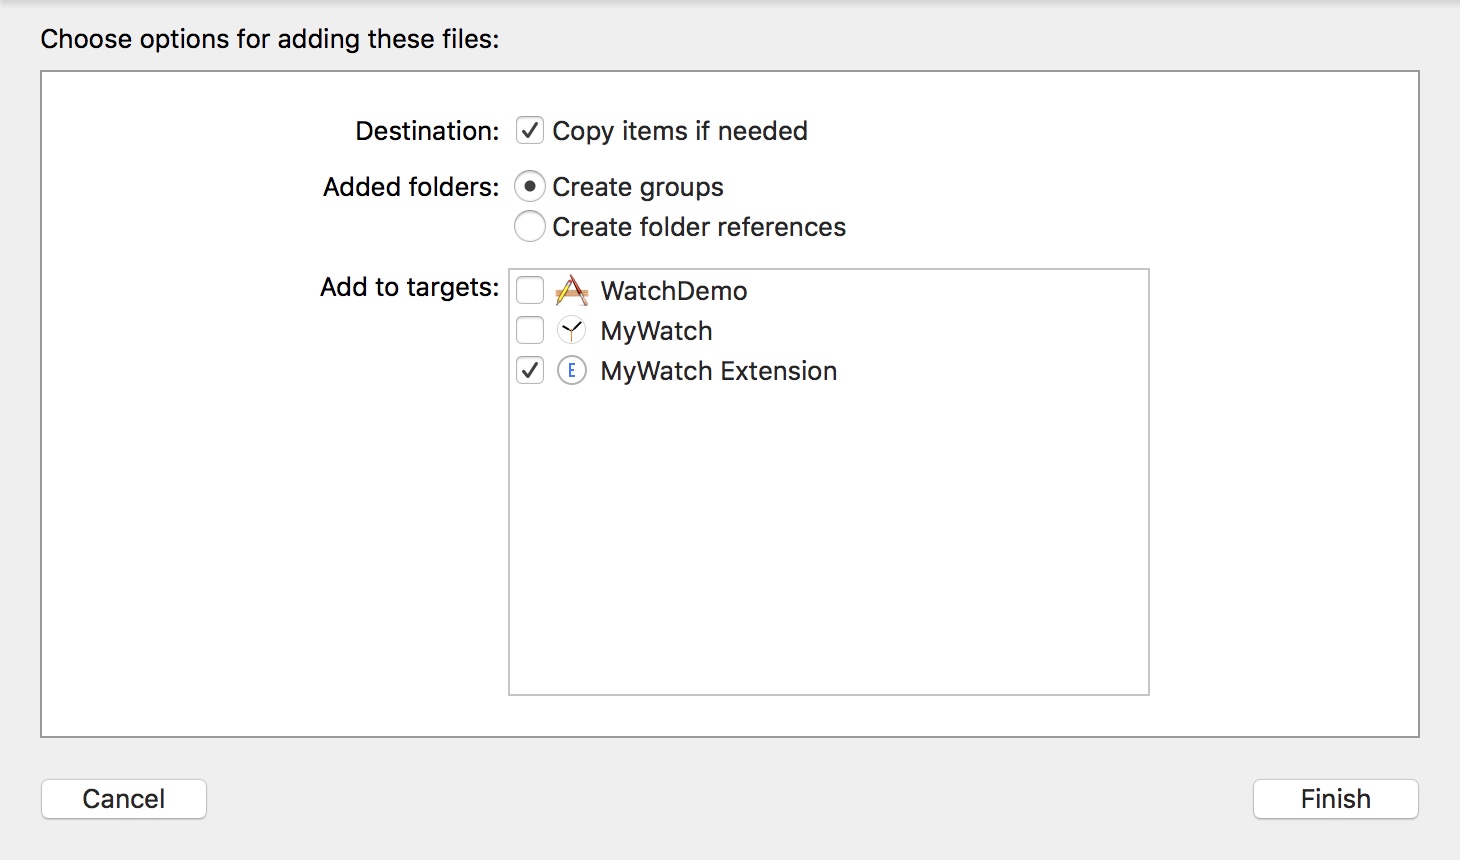 Choose options for adding these files:
Destination: Copy items if needed
Added folders: Create groups
Create folder references
Add to targets: WatchDemo
MyWatch
E MyWatch Extension
Cancel Finish